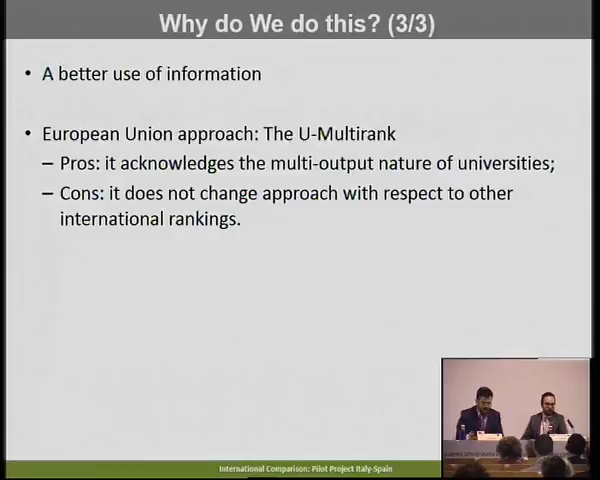 Why do We do this? (3/3)
• A better use of information
• European Union approach: The U-Multirank
– Pros: it acknowledges the multi-output nature of universities;
– Cons: it does not change approach with respect to other
international rankings.
International Comparison: Pilot Project Italy-Spain